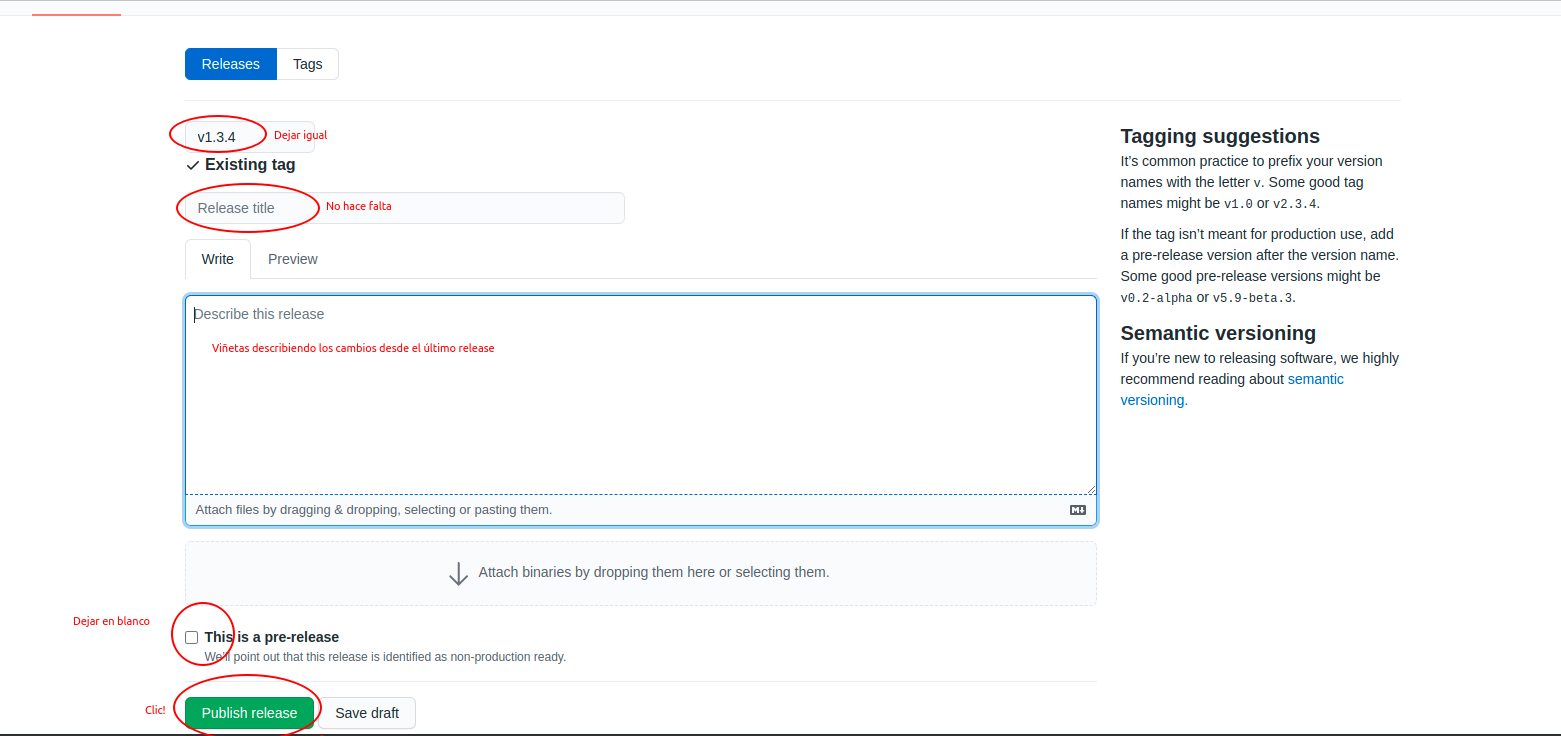 Releases Tags
v1.3.4 Dejar igual
Existing tag
Release title No hace falta
Write Preview
Describe this release
Viñetas describiendo los cambios desde el último release
Attach files by dragging & dropping, selecting or pasting them.
Attach binaries by dropping them here or selecting them.
Dejar en blanco
This is a pre-release
We'll point out that this release is identified as non-production ready.
Clic! Publish release Save draft
Tagging suggestions
It’s common practice to prefix your version
names with the letter v. Some good tag
names might be v1.0 or v2.3.4.
If the tag isn’t meant for production use, add
a pre-release version after the version name.
Some good pre-release versions might be
v0.2-alpha or v5.9-beta.3.
Semantic versioning
If you’re new to releasing software, we highly
recommend reading about semantic
versioning.